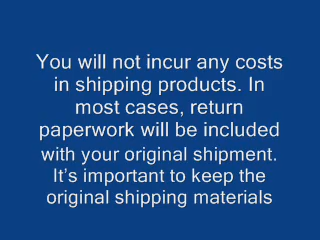 You will not incur any costs
in shipping products. In
most cases, return
paperwork will be included
with your original shipment.
It’s important to keep the
original shipping materials